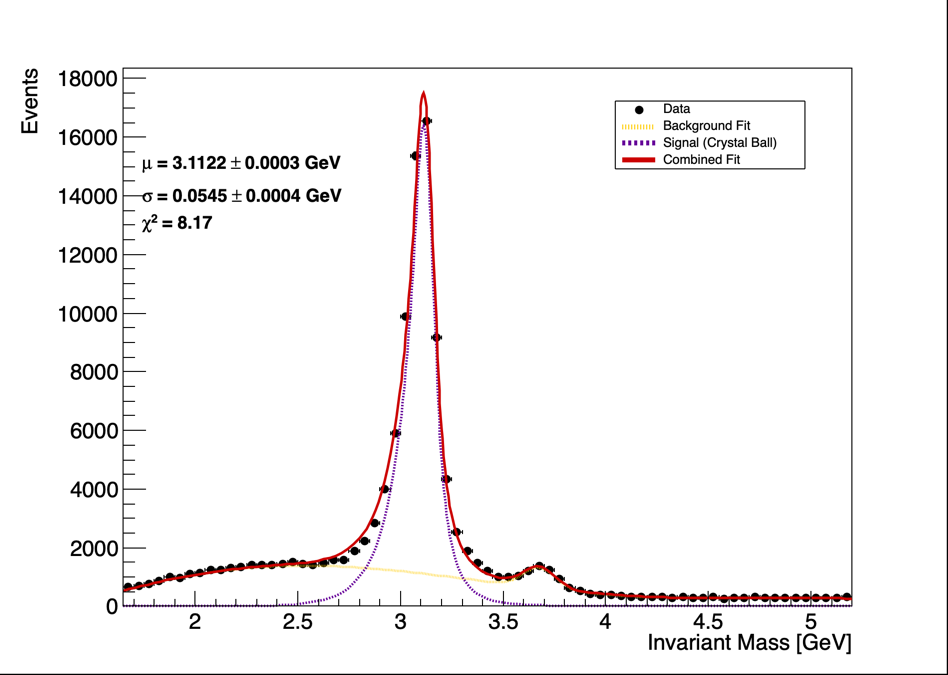 Events
18000
16000
14000
12000
10000
8000
6000
4000
2000
0
μ = 3.1122 ± 0.0003 GeV
σ = 0.0545 ± 0.0004 GeV
χ² = 8.17
Data
Background Fit
Signal (Crystal Ball)
Combined Fit
2 2.5 3 3.5 4 4.5 5
Invariant Mass [GeV]